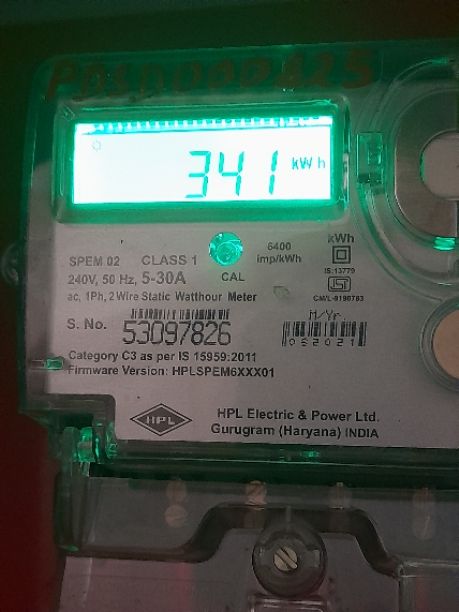 341 kWh
kWh
SPEM 02 CLASS 1
6400
imp/kWh
240V, 50 Hz, 5-30A
CAL
IS:13779
ac, 1Ph, 2 Wire Static Watthour Meter
CM/L-9190783
M/Yr.
S. No. 53097826
052021
Category C3 as per IS 15959:2011
Firmware Version: HPLSPEM6XXX01
HPL
HPL Electric & Power Ltd.
Gurugram (Haryana) INDIA